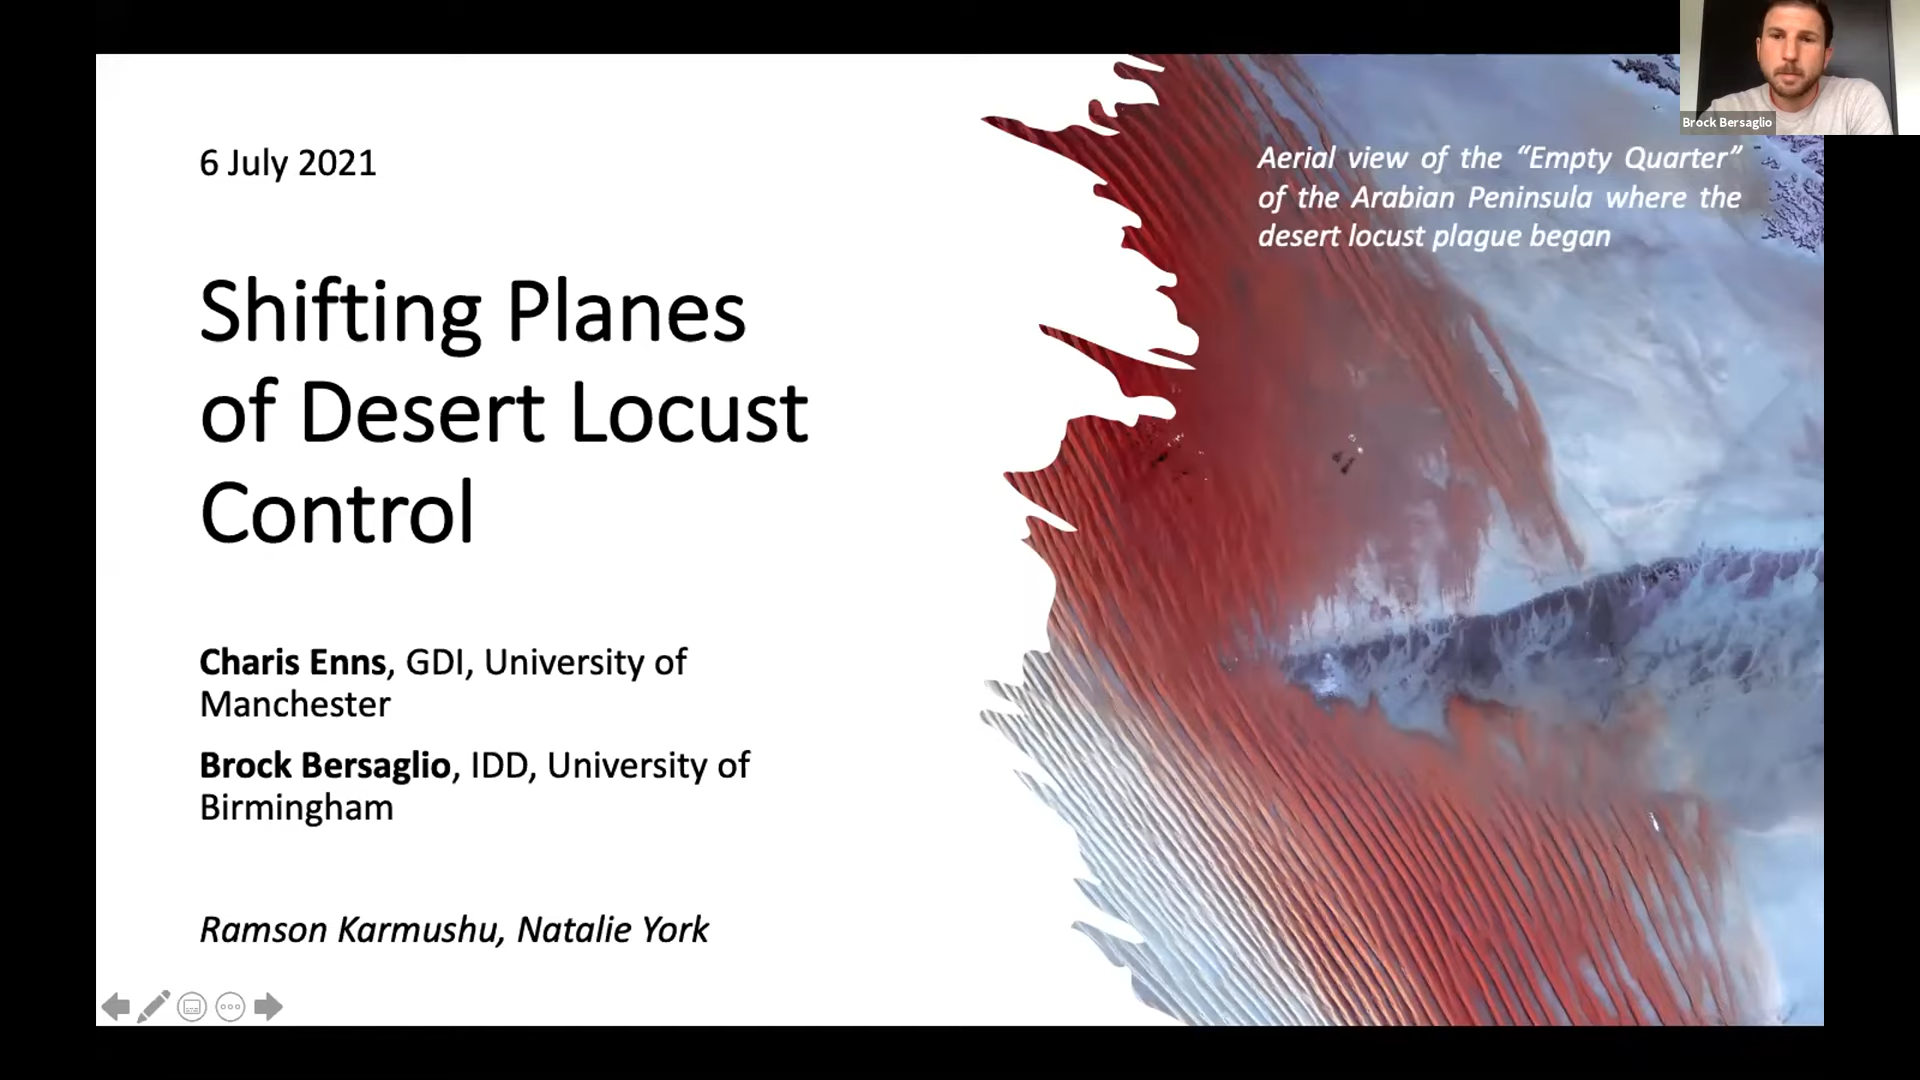 6 July 2021
Shifting Planes
of Desert Locust
Control
Charis Enns, GDI, University of
Manchester
Brock Bersaglio, IDD, University of
Birmingham
Ramson Karmushu, Natalie York
Aerial view of the “Empty Quarter”
of the Arabian Peninsula where the
desert locust plague began
Brock Bersaglio